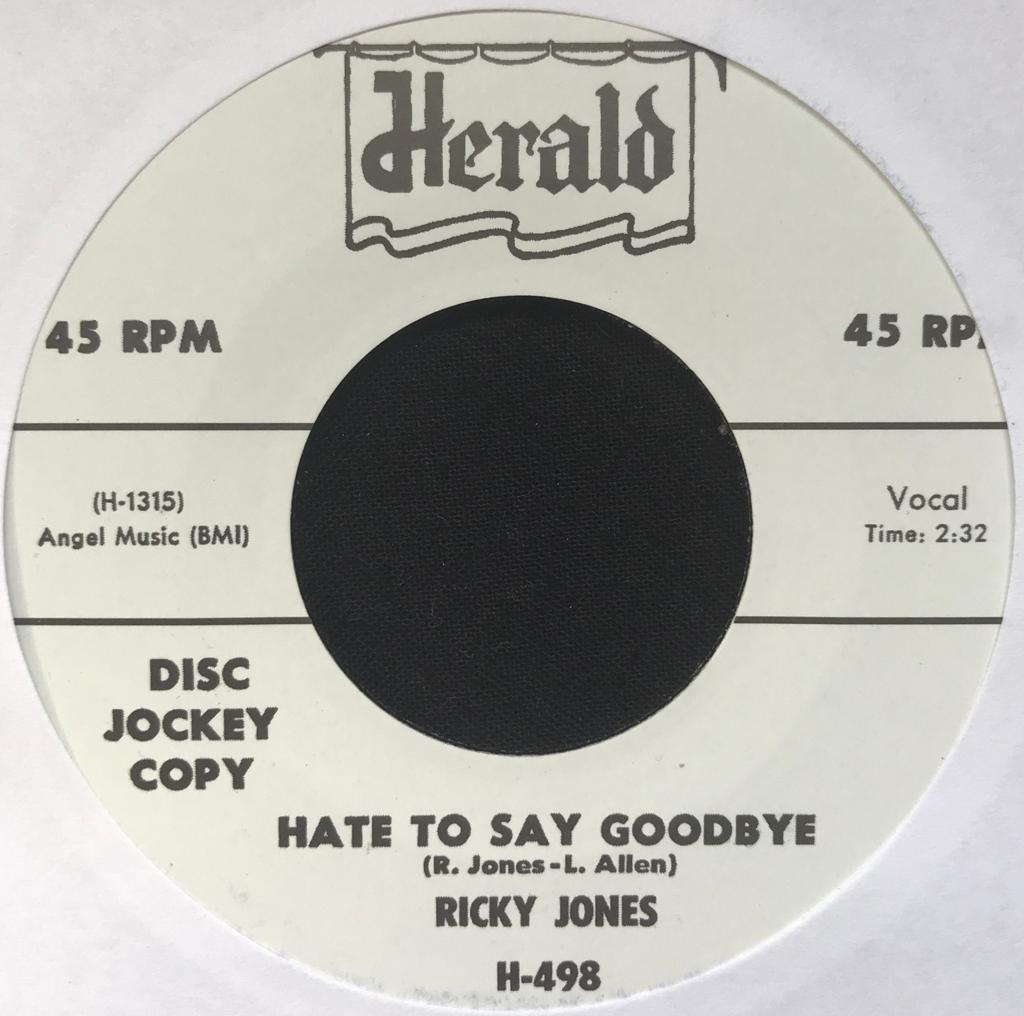 Herald
45 RPM
45 RP
(H-1315)
Angel Music (BMI)
Vocal
Time: 2:32
DISC
JOCKEY
COPY
HATE TO SAY GOODBYE
(R. Jones-L. Allen)
RICKY JONES
H-498